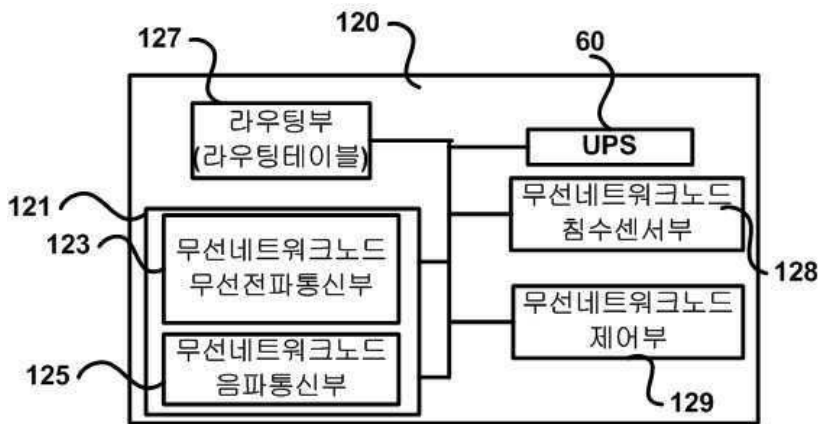 127
120
60
라우팅부
(라우팅테이블)
UPS
121
123
무선네트워크노드
무선전파통신부
무선네트워크노드
침수센서부
128
125
무선네트워크노드
음파통신부
무선네트워크노드
제어부
129